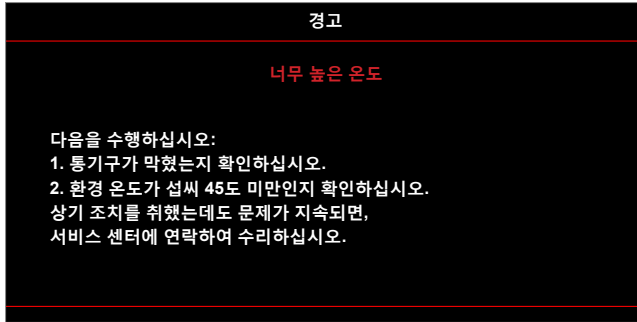 경고
너무 높은 온도
다음을 수행하십시오:
1. 통기구가 막혔는지 확인하십시오.
2. 환경 온도가 섭씨 45도 미만인지 확인하십시오.
상기 조치를 취했는데도 문제가 지속되면,
서비스 센터에 연락하여 수리하십시오.